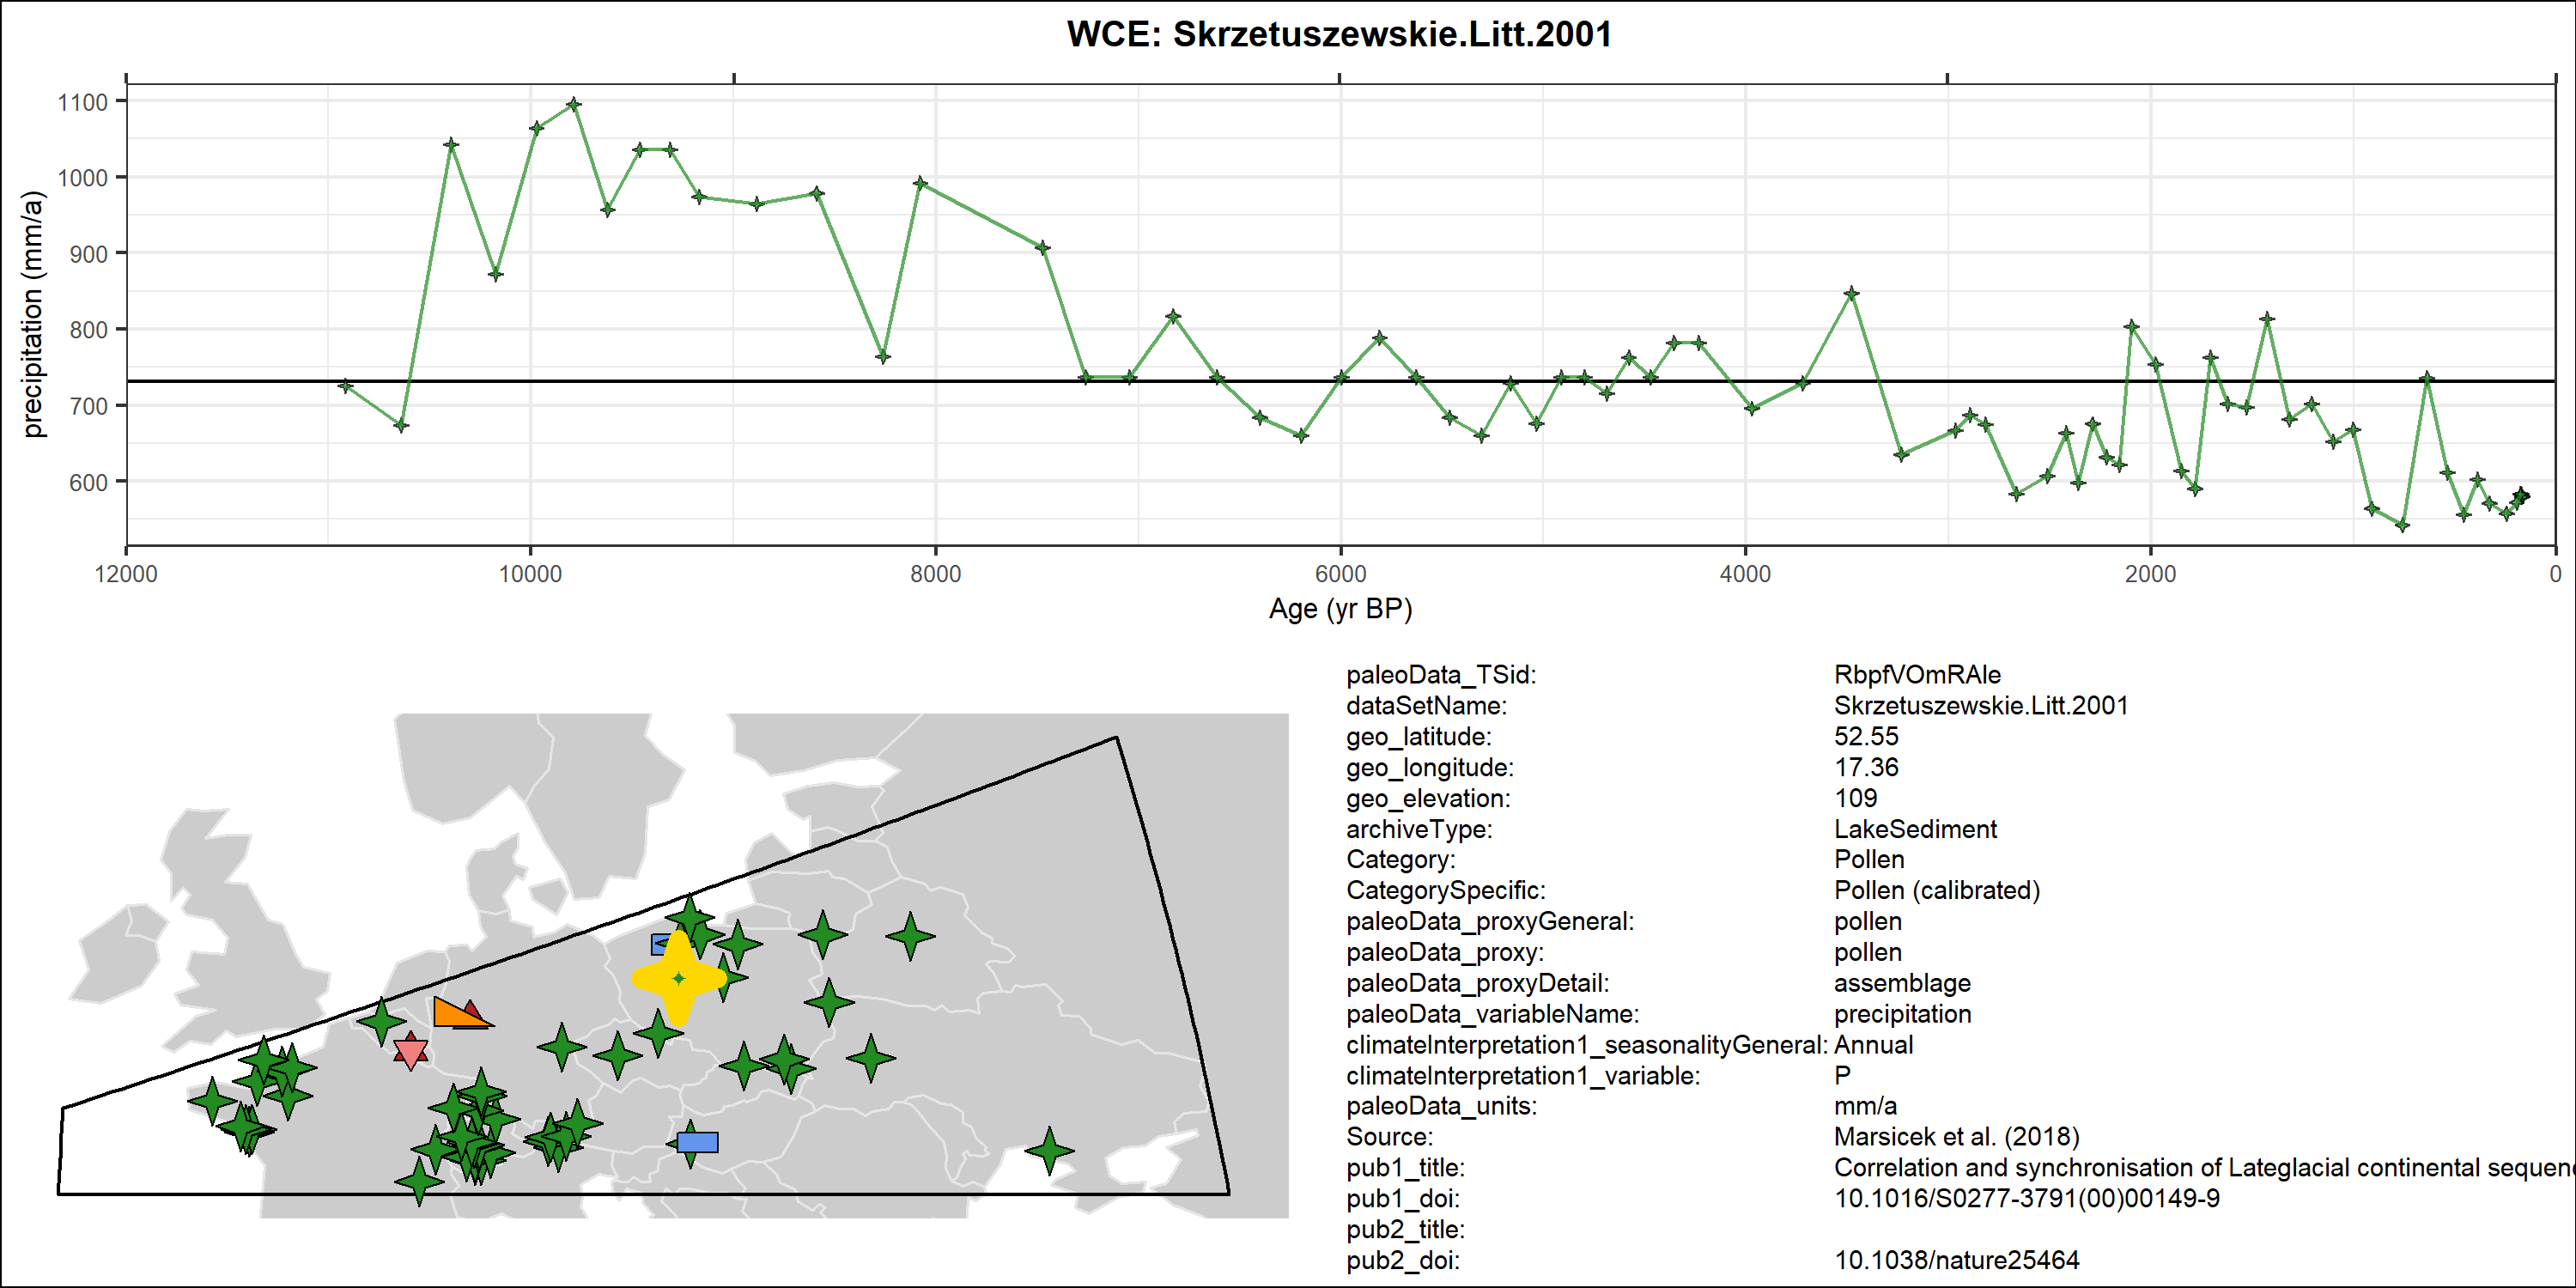 WCE: Skrzetuszewskie.Litt.2001
1100
1000
900
800
700
600
precipitation (mm/a)
12000 10000 8000 6000 4000 2000 0
Age (yr BP)
paleoData_TSid: RbpfVOmRAle
dataSetName: Skrzetuszewskie.Litt.2001
geo_latitude: 52.55
geo_longitude: 17.36
geo_elevation: 109
archiveType: LakeSediment
Category: Pollen
CategorySpecific: Pollen (calibrated)
paleoData_proxyGeneral: pollen
paleoData_proxy: pollen
paleoData_proxyDetail: assemblage
paleoData_variableName: precipitation
climateInterpretation1_seasonalityGeneral: Annual
climateInterpretation1_variable: P
paleoData_units: mm/a
Source: Marsicek et al. (2018)
pub1_title: Correlation and synchronisation of Lateglacial continental sequen
pub1_doi: 10.1016/S0277-3791(00)00149-9
pub2_title:
pub2_doi: 10.1038/nature25464